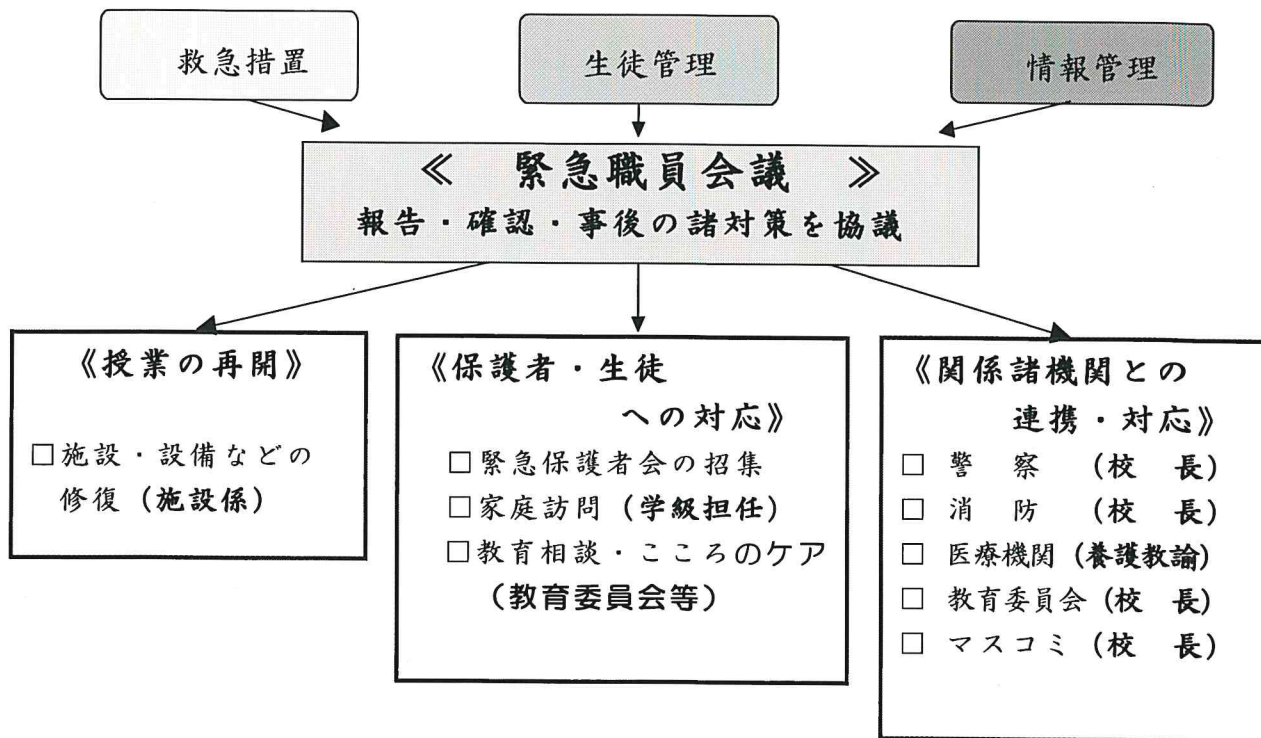 救急措置
生徒管理
情報管理
≪ 緊急職員会議 ≫
報告・確認・事後の諸対策を協議
《授業の再開》
□施設・設備などの
修復（施設係）
《保護者・生徒
への対応》
□緊急保護者会の招集
□家庭訪問（学級担任）
□教育相談・こころのケア
（教育委員会等）
《関係諸機関との
連携・対応》
□ 警 察 （校 長）
□ 消 防 （校 長）
□ 医療機関（養護教諭）
□ 教育委員会（校 長）
□ マスコミ（校 長）